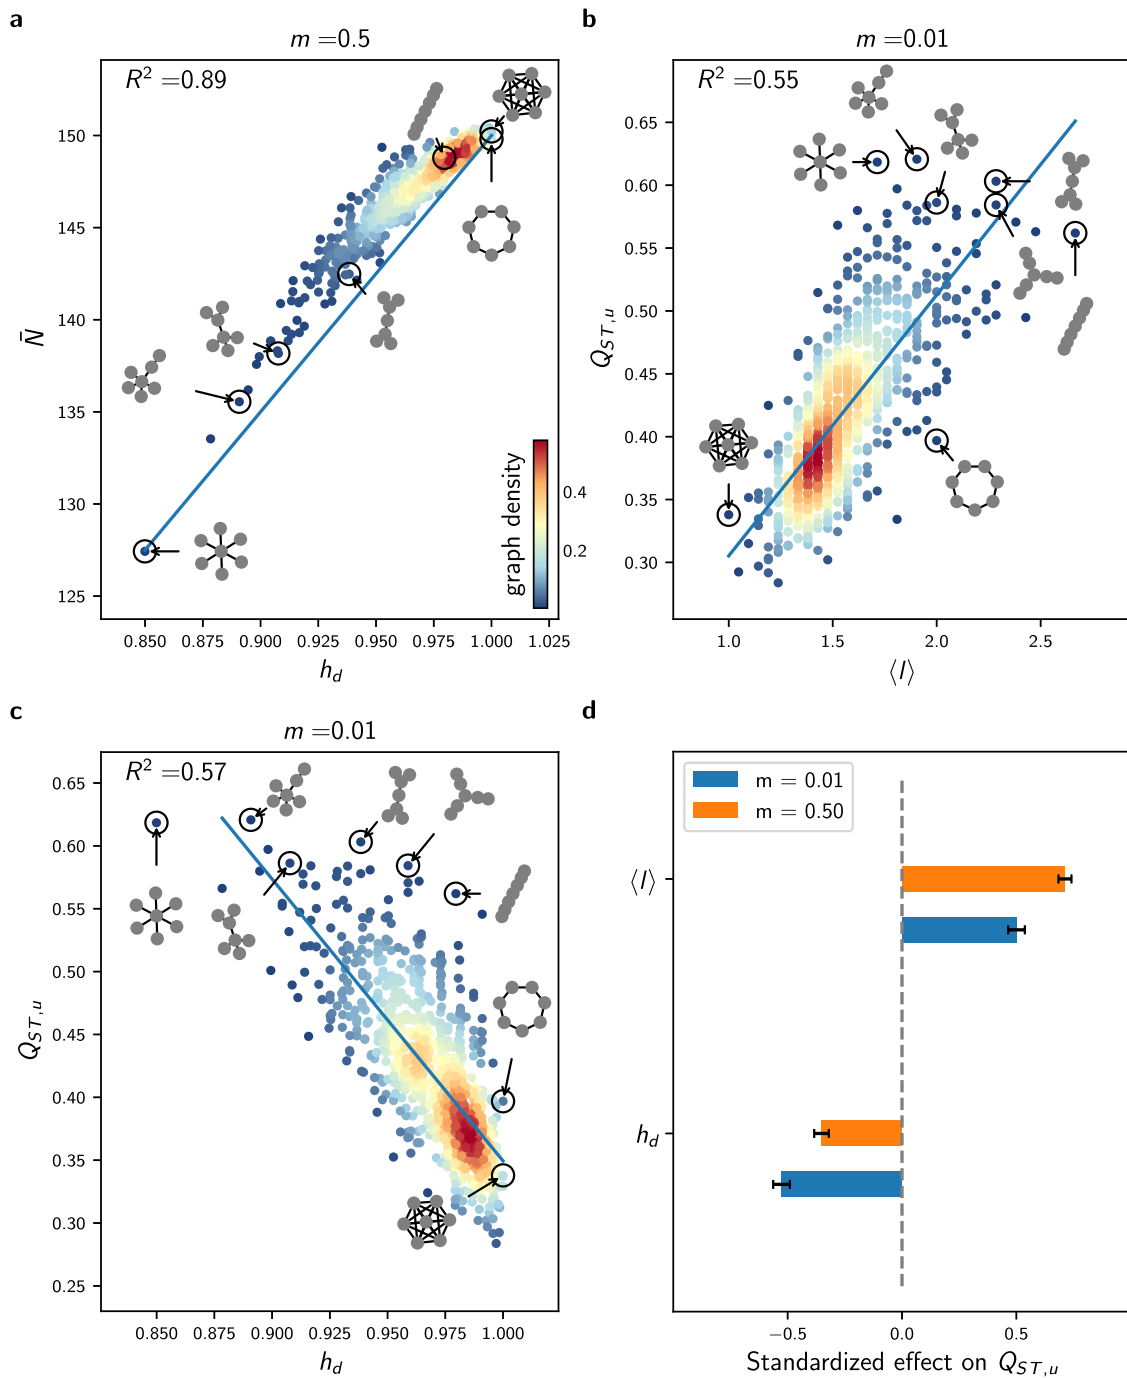 a
m =0.5
R² =0.89
150
145
140
135
130
125
N̄
0.850
0.875
0.900
0.925
0.950
0.975
1.000
1.025
h_d
graph density
0.4
0.2
b
m =0.01
R² =0.55
0.65
0.60
0.55
0.50
0.45
0.40
0.35
0.30
Q_{ST,u}
1.0
1.5
2.0
2.5
⟨l⟩
c
m =0.01
R² =0.57
0.65
0.60
0.55
0.50
0.45
0.40
0.35
0.30
0.25
Q_{ST,u}
0.850
0.875
0.900
0.925
0.950
0.975
1.000
h_d
d
m = 0.01
m = 0.50
⟨l⟩
h_d
−0.5
0.0
0.5
Standardized effect on Q_{ST,u}